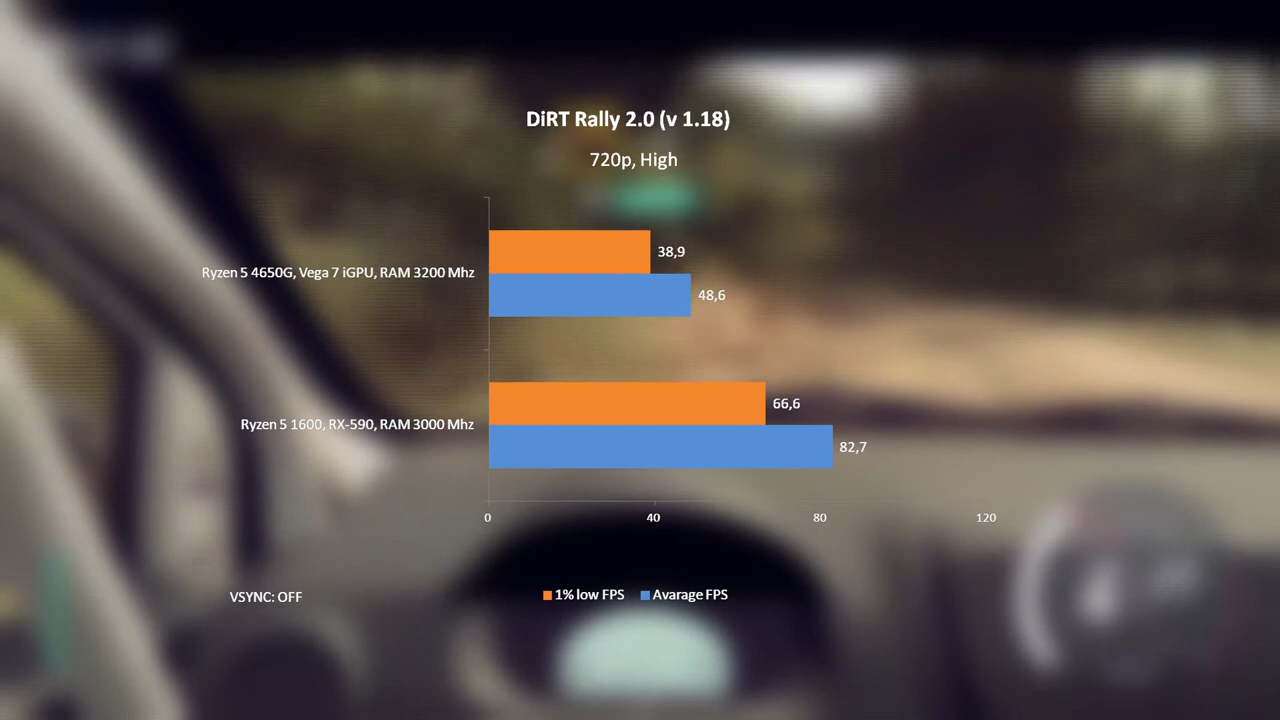 DiRT Rally 2.0 (v 1.18)
720p, High
Ryzen 5 4650G, Vega 7 iGPU, RAM 3200 Mhz
38,9
48,6
Ryzen 5 1600, RX-590, RAM 3000 Mhz
66,6
82,7
0 40 80 120
VSYNC: OFF
1% low FPS Avarage FPS